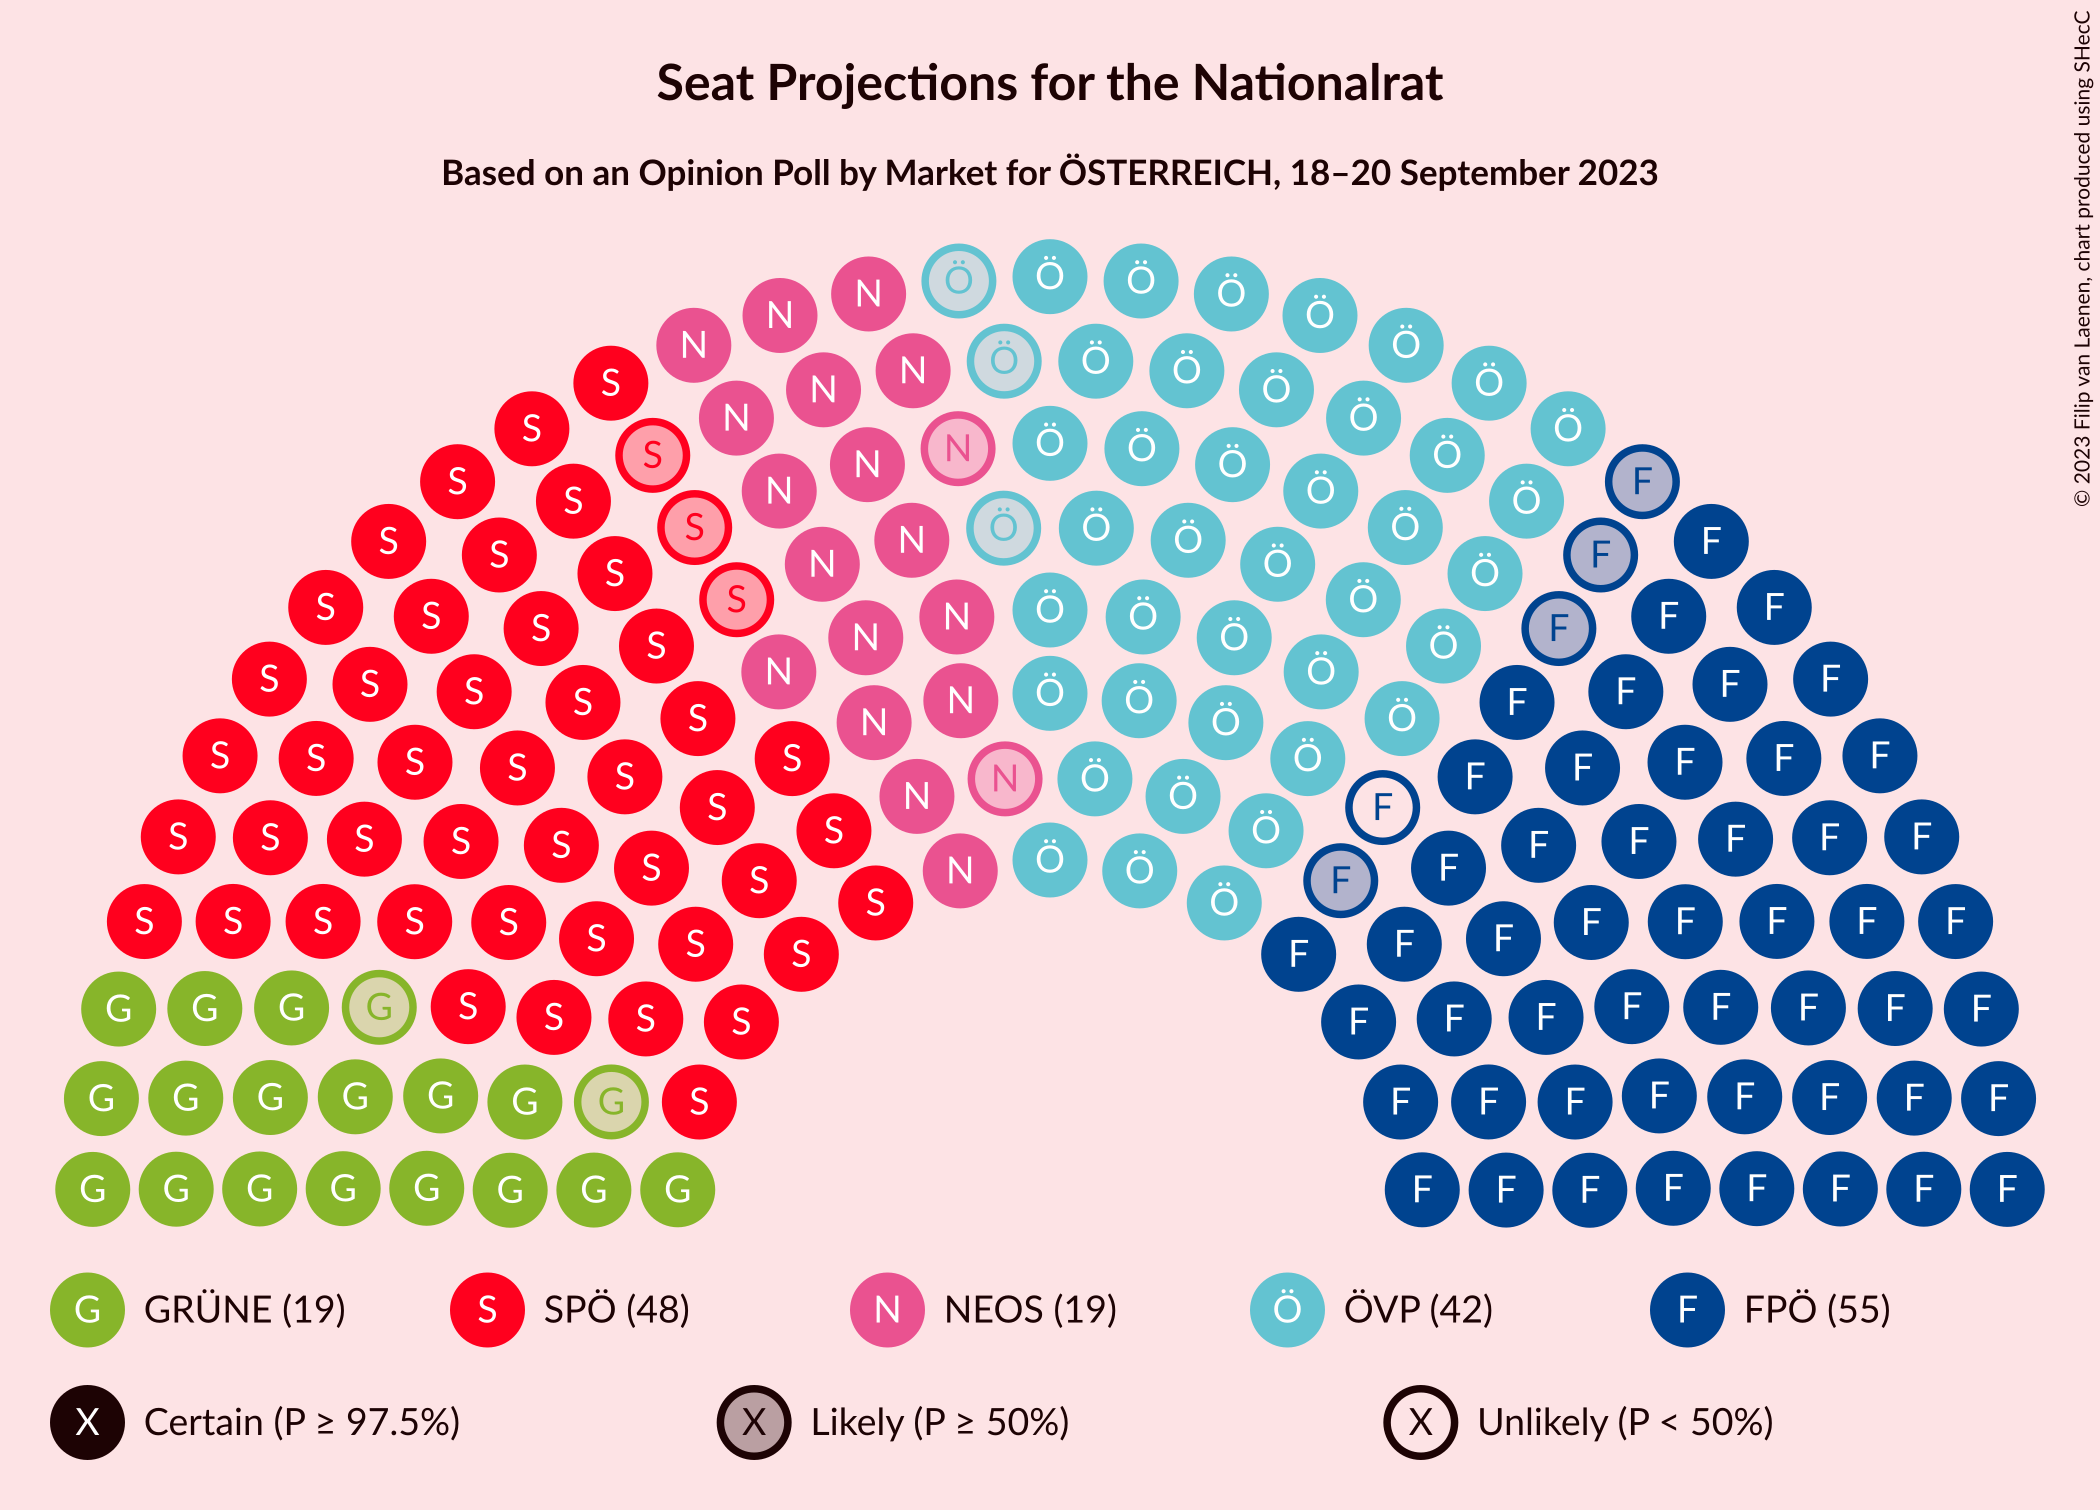 Seat Projections for the Nationalrat
Based on an Opinion Poll by Market for ÖSTERREICH, 18–20 September 2023
© 2023 Filip van Laenen, chart produced using SHecC
G GRÜNE (19) S SPÖ (48) N NEOS (19) Ö ÖVP (42) F FPÖ (55)
X Certain (P ≥ 97.5%) X Likely (P ≥ 50%) X Unlikely (P < 50%)